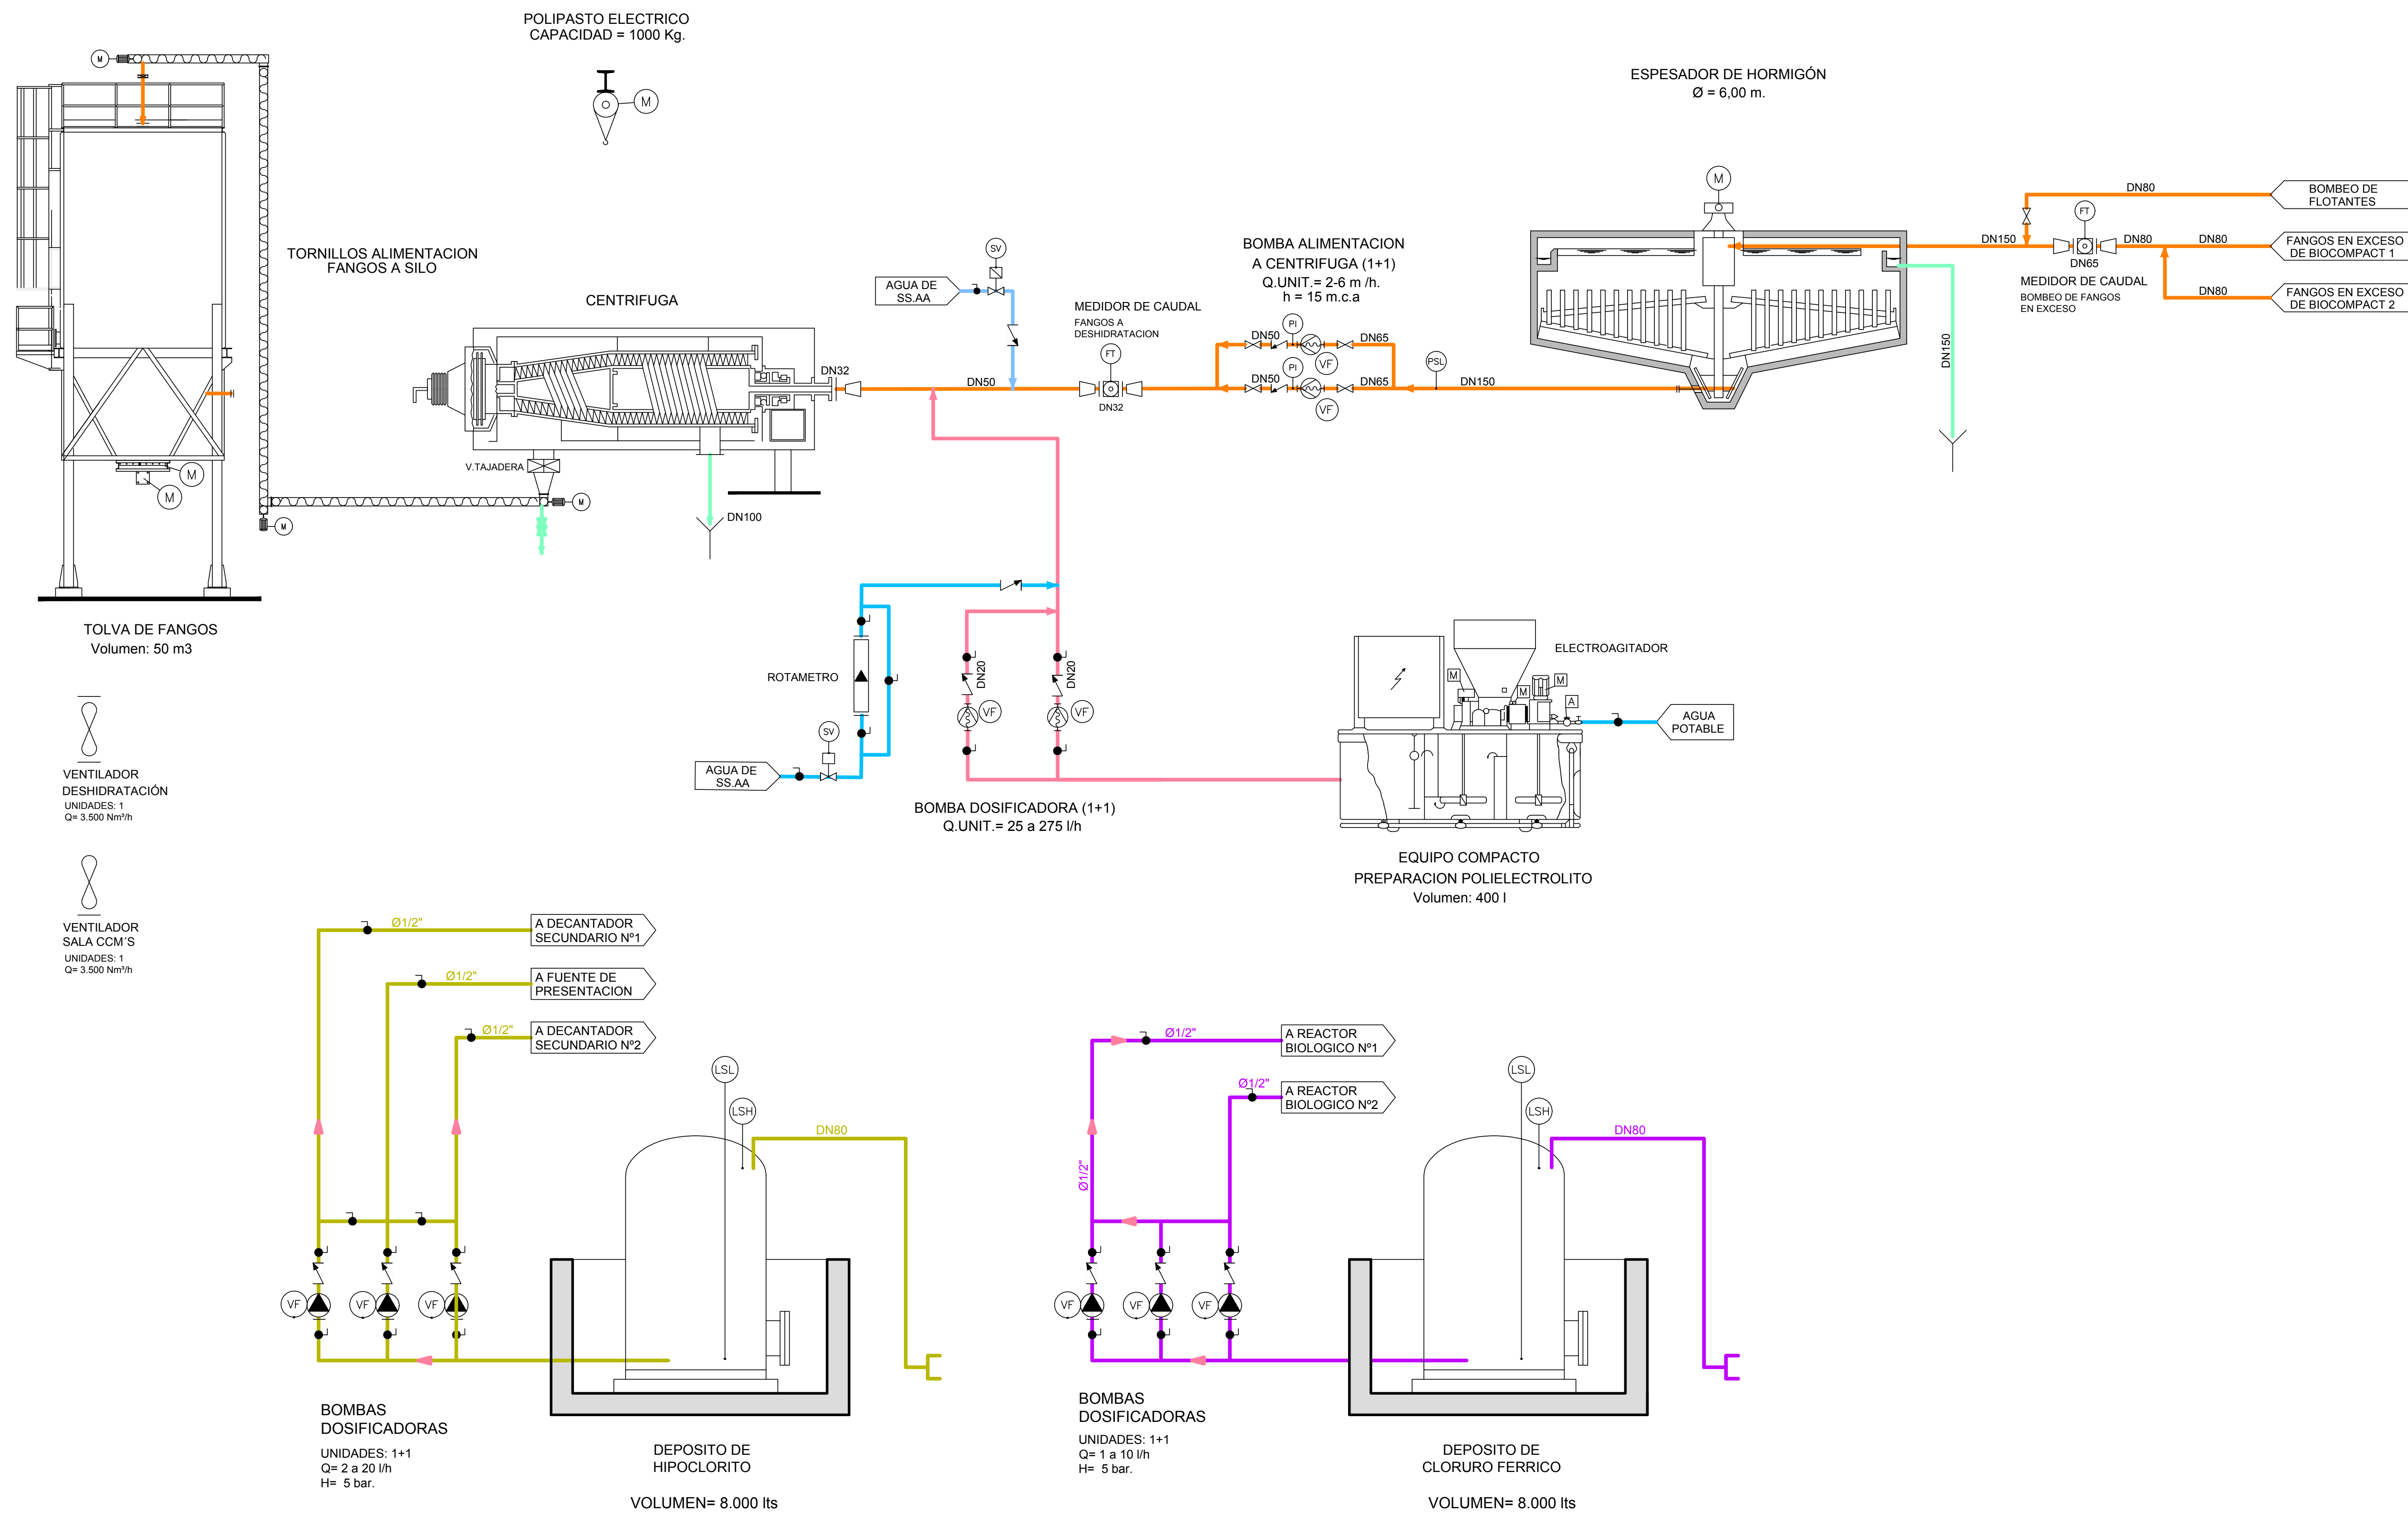 POLIPASTO ELECTRICO
CAPACIDAD = 1000 Kg.
M
M
ESPESADOR DE HORMIGÓN
Ø = 6,00 m.
M
DN80
BOMBEO DE
FLOTANTES
FT
DN150
DN65
DN80
DN80
FANGOS EN EXCESO
DE BIOCOMPACT 1
MEDIDOR DE CAUDAL
BOMBEO DE FANGOS
EN EXCESO
DN80
FANGOS EN EXCESO
DE BIOCOMPACT 2
DN150
TORNILLOS ALIMENTACION
FANGOS A SILO
CENTRIFUGA
SV
AGUA DE
SS.AA
MEDIDOR DE CAUDAL
FANGOS A
DESHIDRATACION
FT
DN32
BOMBA ALIMENTACION
A CENTRIFUGA (1+1)
Q.UNIT.= 2-6 m /h.
h = 15 m.c.a
PI
DN50
DN65
VF
PI
DN50
DN65
VF
PSL
DN150
DN32
DN50
V.TAJADERA
M
M
M
M
DN100
TOLVA DE FANGOS
Volumen: 50 m3
ROTAMETRO
SV
AGUA DE
SS.AA
DN20
DN20
VF
VF
BOMBA DOSIFICADORA (1+1)
Q.UNIT.= 25 a 275 l/h
ELECTROAGITADOR
M
M
M
A
AGUA
POTABLE
EQUIPO COMPACTO
PREPARACION POLIELECTROLITO
Volumen: 400 l
VENTILADOR
DESHIDRATACIÓN
UNIDADES: 1
Q= 3.500 Nm³/h
VENTILADOR
SALA CCM´S
UNIDADES: 1
Q= 3.500 Nm³/h
Ø1/2"
A DECANTADOR
SECUNDARIO Nº1
Ø1/2"
A FUENTE DE
PRESENTACION
Ø1/2"
A DECANTADOR
SECUNDARIO Nº2
LSL
LSH
DN80
VF
VF
VF
BOMBAS
DOSIFICADORAS
UNIDADES: 1+1
Q= 2 a 20 l/h
H= 5 bar.
DEPOSITO DE
HIPOCLORITO
VOLUMEN= 8.000 lts
Ø1/2"
A REACTOR
BIOLOGICO Nº1
Ø1/2"
A REACTOR
BIOLOGICO Nº2
Ø1/2"
LSL
LSH
DN80
VF
VF
VF
BOMBAS
DOSIFICADORAS
UNIDADES: 1+1
Q= 1 a 10 l/h
H= 5 bar.
DEPOSITO DE
CLORURO FERRICO
VOLUMEN= 8.000 lts